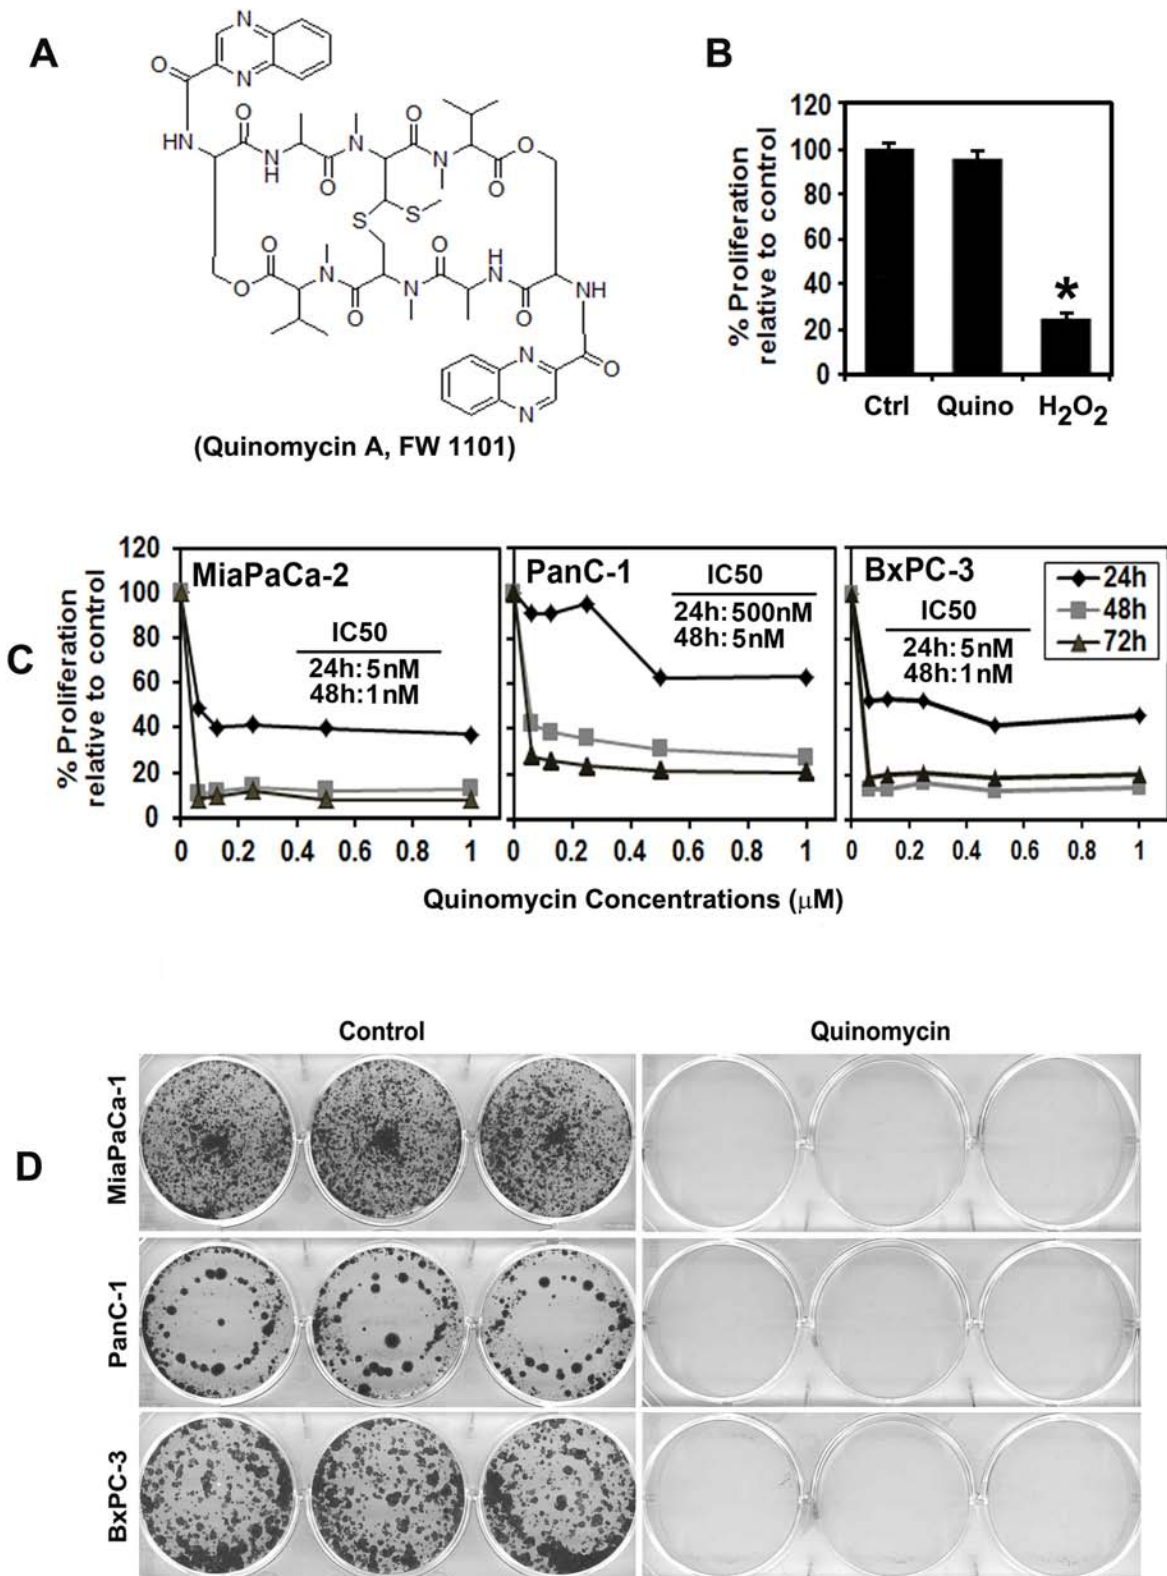 A
N
N
O
HN
O
N
H
O
N
O
O
N
O
O
S
S
O
O
N
O
N
O
H
N
O
NH
N
N
O
(Quinomycin A, FW 1101)
B
% Proliferation
relative to control
120
100
80
60
40
20
0
*
Ctrl Quino H2O2
C
% Proliferation
relative to control
120
100
80
60
40
20
0
MiaPaCa-2
IC50
24h:5nM
48h:1nM
0 0.2 0.4 0.6 0.8 1
PanC-1
IC50
24h:500nM
48h:5nM
0 0.2 0.4 0.6 0.8 1
BxPC-3
IC50
24h:5nM
48h:1nM
24h
48h
72h
0 0.2 0.4 0.6 0.8 1
Quinomycin Concentrations (μM)
D
Control Quinomycin
MiaPaCa-1
PanC-1
BxPC-3